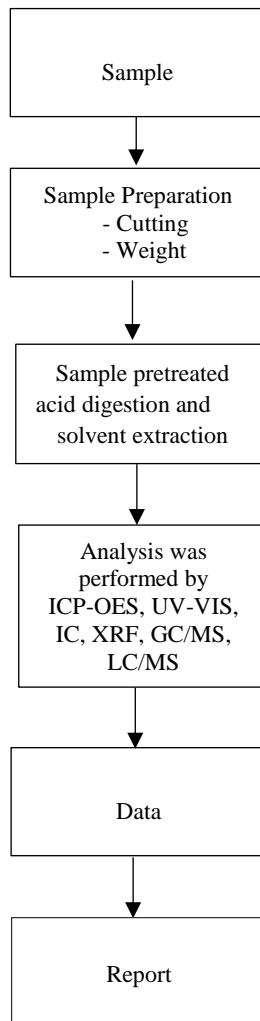 Sample
Sample Preparation
- Cutting
- Weight
Sample pretreated
acid digestion and
solvent extraction
Analysis was
performed by
ICP-OES, UV-VIS,
IC, XRF, GC/MS,
LC/MS
Data
Report